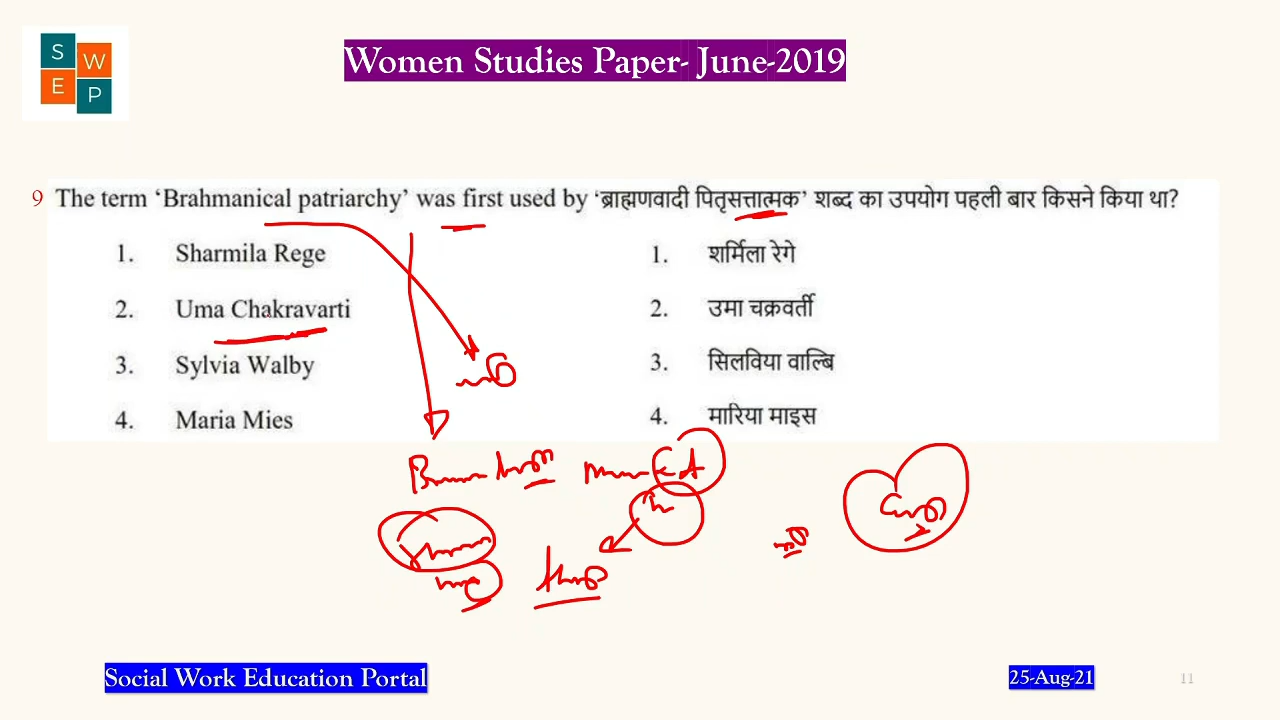 S W
E P
Women Studies Paper- June-2019
9 The term ‘Brahmanical patriarchy’ was first used by ‘ब्राह्मणवादी पितृसत्तात्मक’ शब्द का उपयोग पहली बार किसने किया था?
1. Sharmila Rege 1. शर्मिला रेगे
2. Uma Chakravarti 2. उमा चक्रवर्ती
3. Sylvia Walby 3. सिलविया वाल्बि
4. Maria Mies 4. मारिया माइस
Social Work Education Portal 25-Aug-21 11